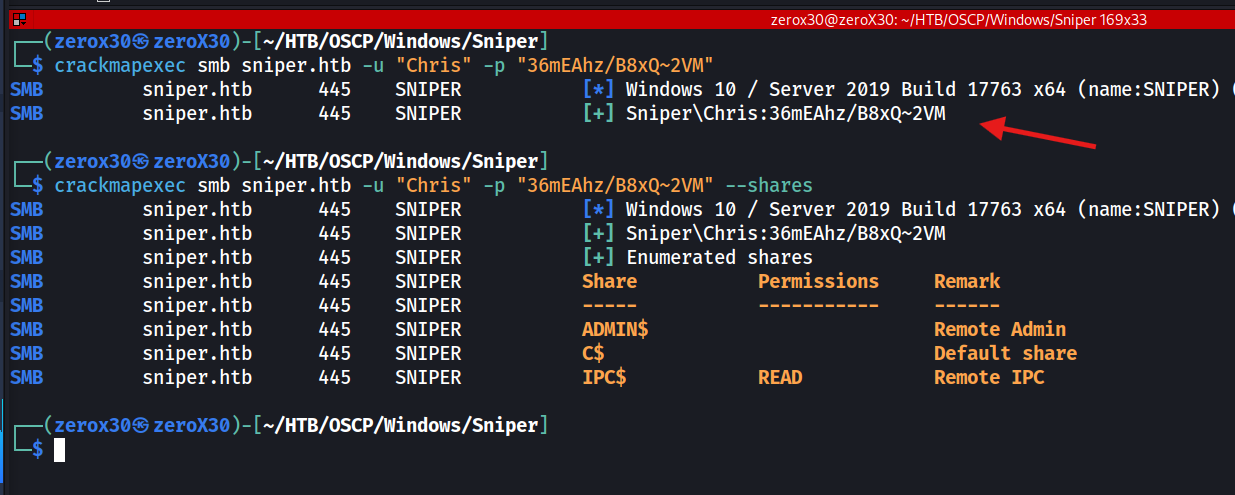 zerox30@zeroX30: ~/HTB/OSCP/Windows/Sniper 169x33
┌──(zerox30㉿zeroX30)-[~/HTB/OSCP/Windows/Sniper]
└─$ crackmapexec smb sniper.htb -u "Chris" -p "36mEAhz/B8xQ~2VM"
SMB sniper.htb 445 SNIPER [*] Windows 10 / Server 2019 Build 17763 x64 (name:SNIPER) (
SMB sniper.htb 445 SNIPER [+] Sniper\Chris:36mEAhz/B8xQ~2VM
┌──(zerox30㉿zeroX30)-[~/HTB/OSCP/Windows/Sniper]
└─$ crackmapexec smb sniper.htb -u "Chris" -p "36mEAhz/B8xQ~2VM" --shares
SMB sniper.htb 445 SNIPER [*] Windows 10 / Server 2019 Build 17763 x64 (name:SNIPER) (
SMB sniper.htb 445 SNIPER [+] Sniper\Chris:36mEAhz/B8xQ~2VM
SMB sniper.htb 445 SNIPER [+] Enumerated shares
SMB sniper.htb 445 SNIPER Share Permissions Remark
SMB sniper.htb 445 SNIPER ----- ----------- ------
SMB sniper.htb 445 SNIPER ADMIN$ Remote Admin
SMB sniper.htb 445 SNIPER C$ Default share
SMB sniper.htb 445 SNIPER IPC$ READ Remote IPC
┌──(zerox30㉿zeroX30)-[~/HTB/OSCP/Windows/Sniper]
└─$